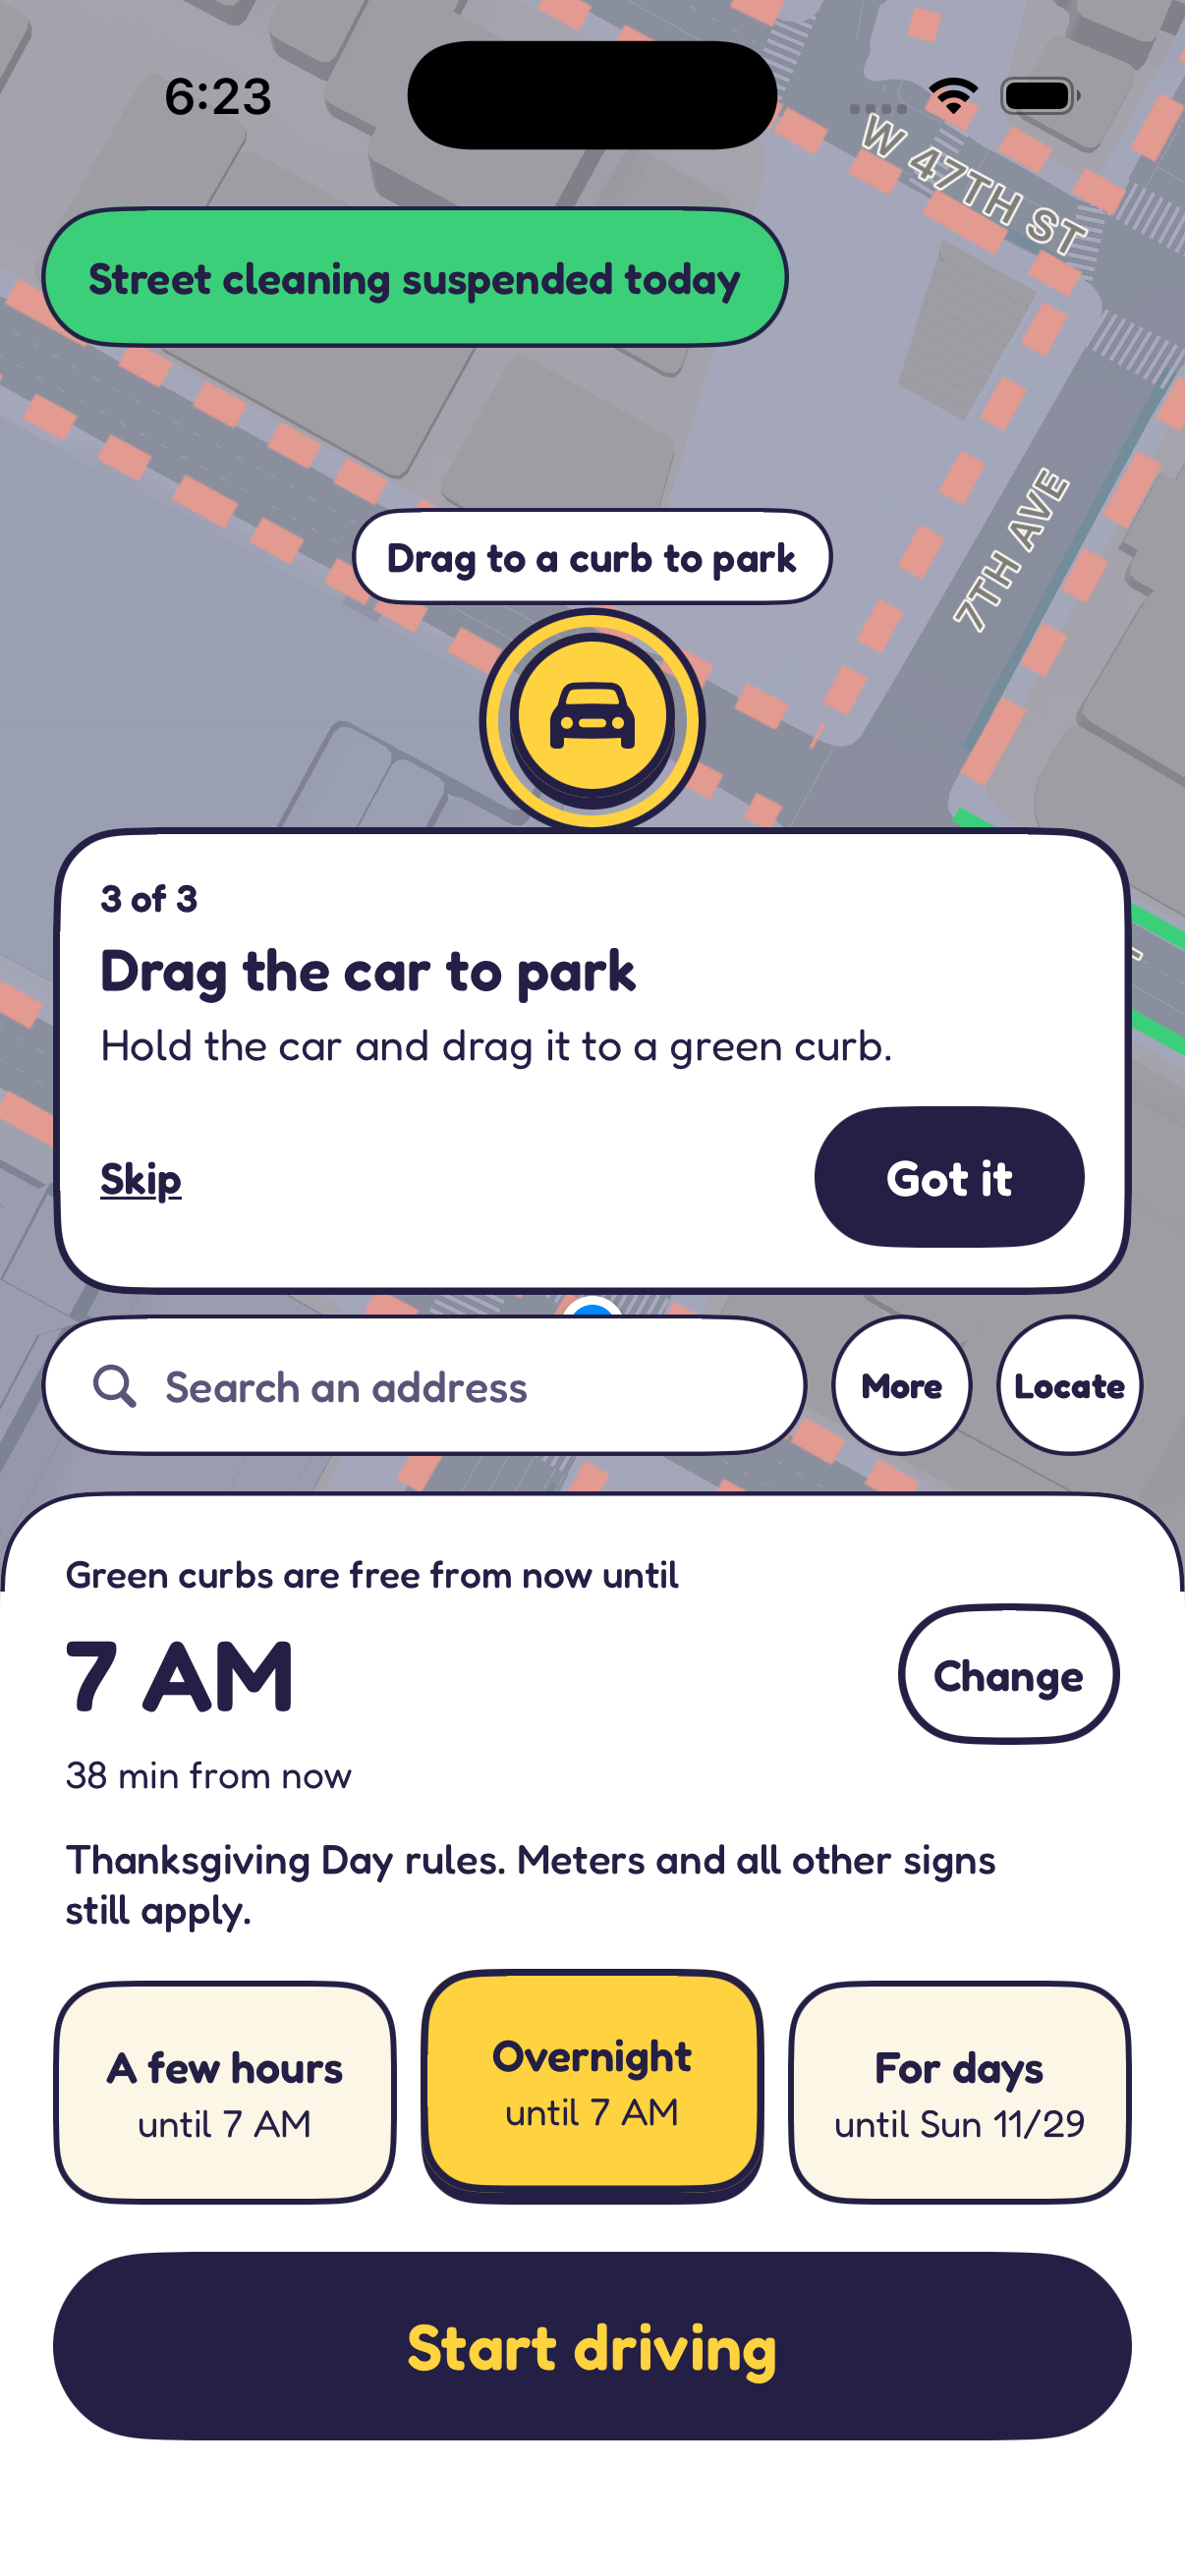 6:23
W 47TH ST
Street cleaning suspended today
7TH AVE
Drag to a curb to park
3 of 3
Drag the car to park
Hold the car and drag it to a green curb.
Skip
Got it
Search an address
More
Locate
Green curbs are free from now until
7 AM
Change
38 min from now
Thanksgiving Day rules. Meters and all other signs
still apply.
A few hours
until 7 AM
Overnight
until 7 AM
For days
until Sun 11/29
Start driving